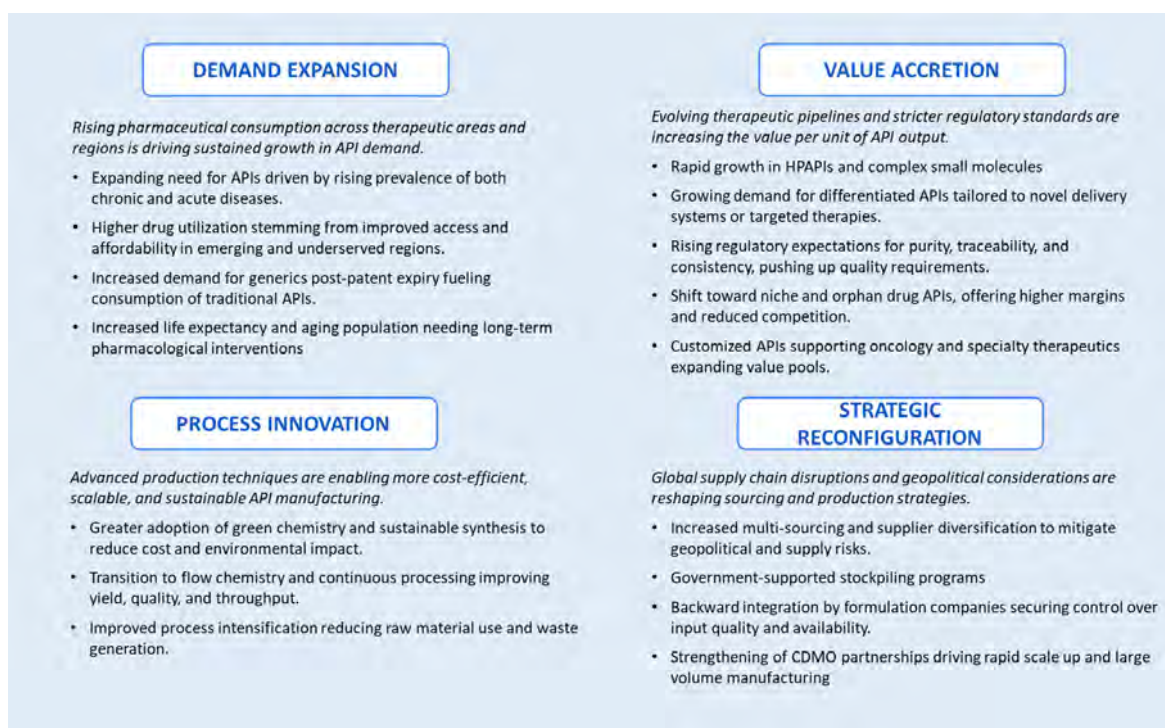 DEMAND EXPANSION
Rising pharmaceutical consumption across therapeutic areas and
regions is driving sustained growth in API demand.
• Expanding need for APIs driven by rising prevalence of both
chronic and acute diseases.
• Higher drug utilization stemming from improved access and
affordability in emerging and underserved regions.
• Increased demand for generics post-patent expiry fueling
consumption of traditional APIs.
• Increased life expectancy and aging population needing long-term
pharmacological interventions
VALUE ACCRETION
Evolving therapeutic pipelines and stricter regulatory standards are
increasing the value per unit of API output.
• Rapid growth in HPAPIs and complex small molecules
• Growing demand for differentiated APIs tailored to novel delivery
systems or targeted therapies.
• Rising regulatory expectations for purity, traceability, and
consistency, pushing up quality requirements.
• Shift toward niche and orphan drug APIs, offering higher margins
and reduced competition.
• Customized APIs supporting oncology and specialty therapeutics
expanding value pools.
PROCESS INNOVATION
Advanced production techniques are enabling more cost-efficient,
scalable, and sustainable API manufacturing.
• Greater adoption of green chemistry and sustainable synthesis to
reduce cost and environmental impact.
• Transition to flow chemistry and continuous processing improving
yield, quality, and throughput.
• Improved process intensification reducing raw material use and waste
generation.
STRATEGIC
RECONFIGURATION
Global supply chain disruptions and geopolitical considerations are
reshaping sourcing and production strategies.
• Increased multi-sourcing and supplier diversification to mitigate
geopolitical and supply risks.
• Government-supported stockpiling programs
• Backward integration by formulation companies securing control over
input quality and availability.
• Strengthening of CDMO partnerships driving rapid scale up and large
volume manufacturing